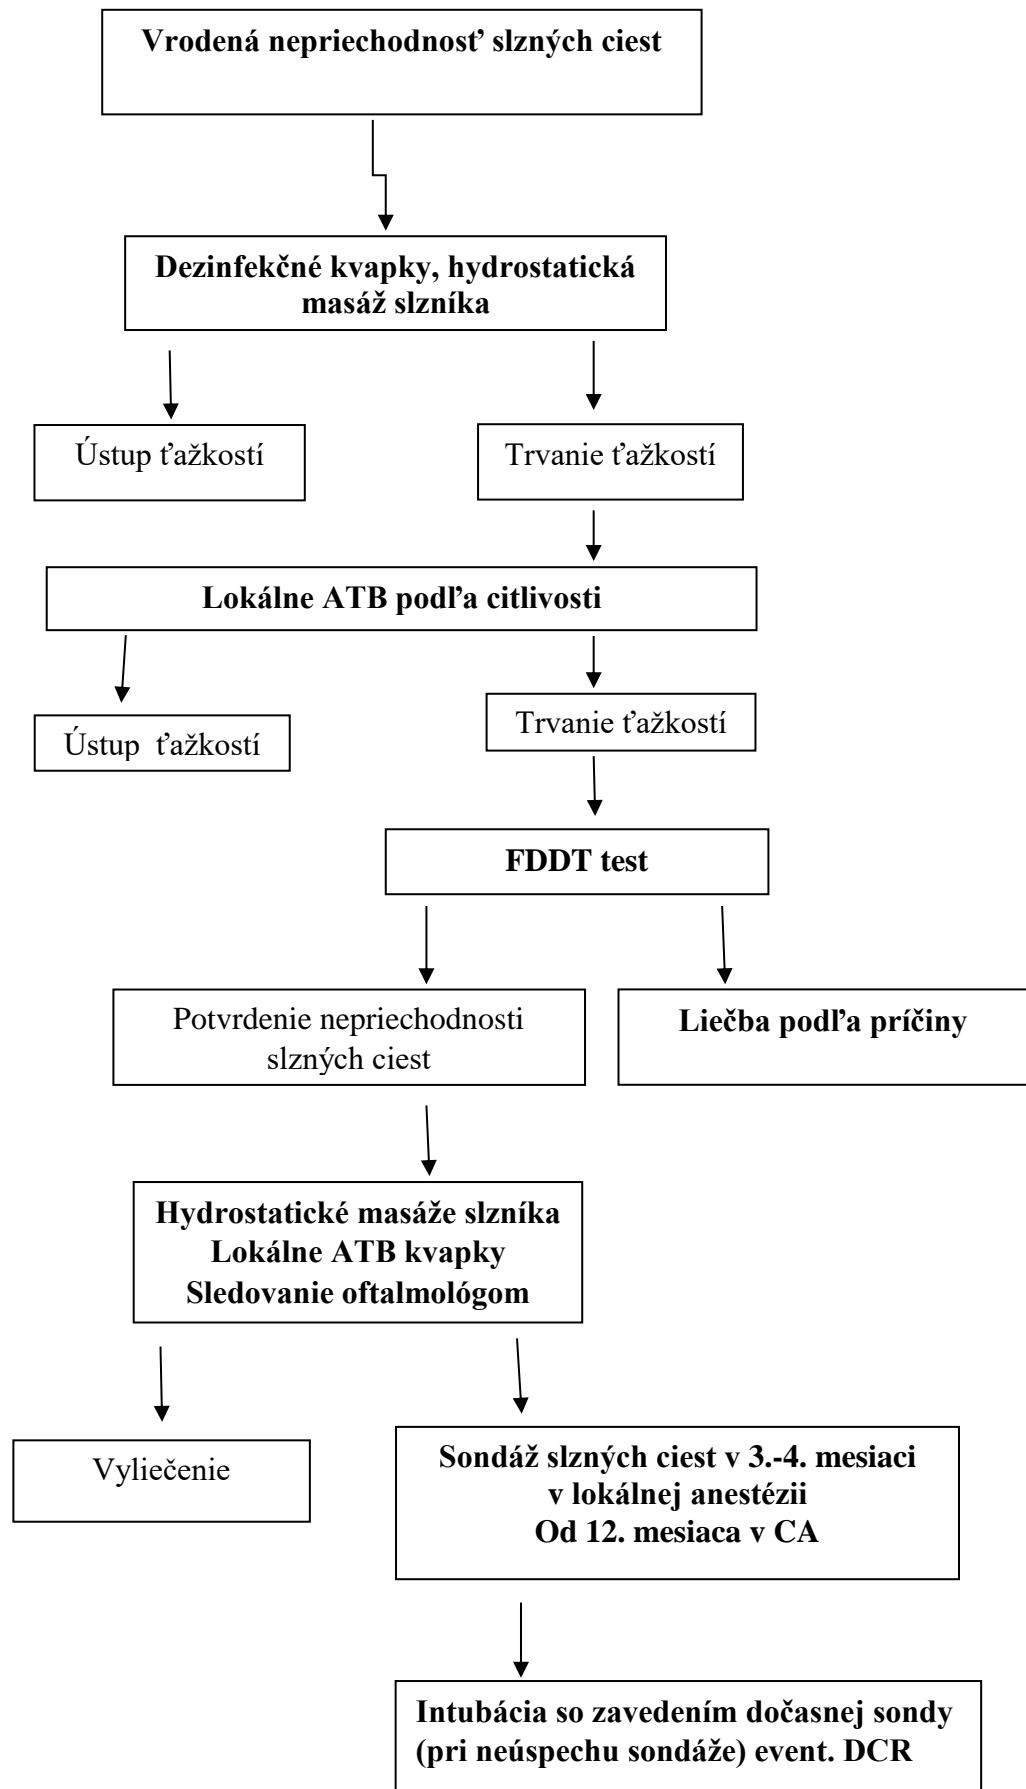 Vrodená nepriechodnosť slzných ciest
Dezinfekčné kvapky, hydrostatická
masáž slzníka
Ústup ťažkostí
Trvanie ťažkostí
Lokálne ATB podľa citlivosti
Ústup ťažkostí
Trvanie ťažkostí
FDDT test
Potvrdenie nepriechodnosti
slzných ciest
Liečba podľa príčiny
Hydrostatické masáže slzníka
Lokálne ATB kvapky
Sledovanie oftalmológom
Vyliečenie
Sondáž slzných ciest v 3.-4. mesiaci
v lokálnej anestézii
Od 12. mesiaca v CA
Intubácia so zavedením dočasnej sondy
(pri neúspechu sondáže) event. DCR